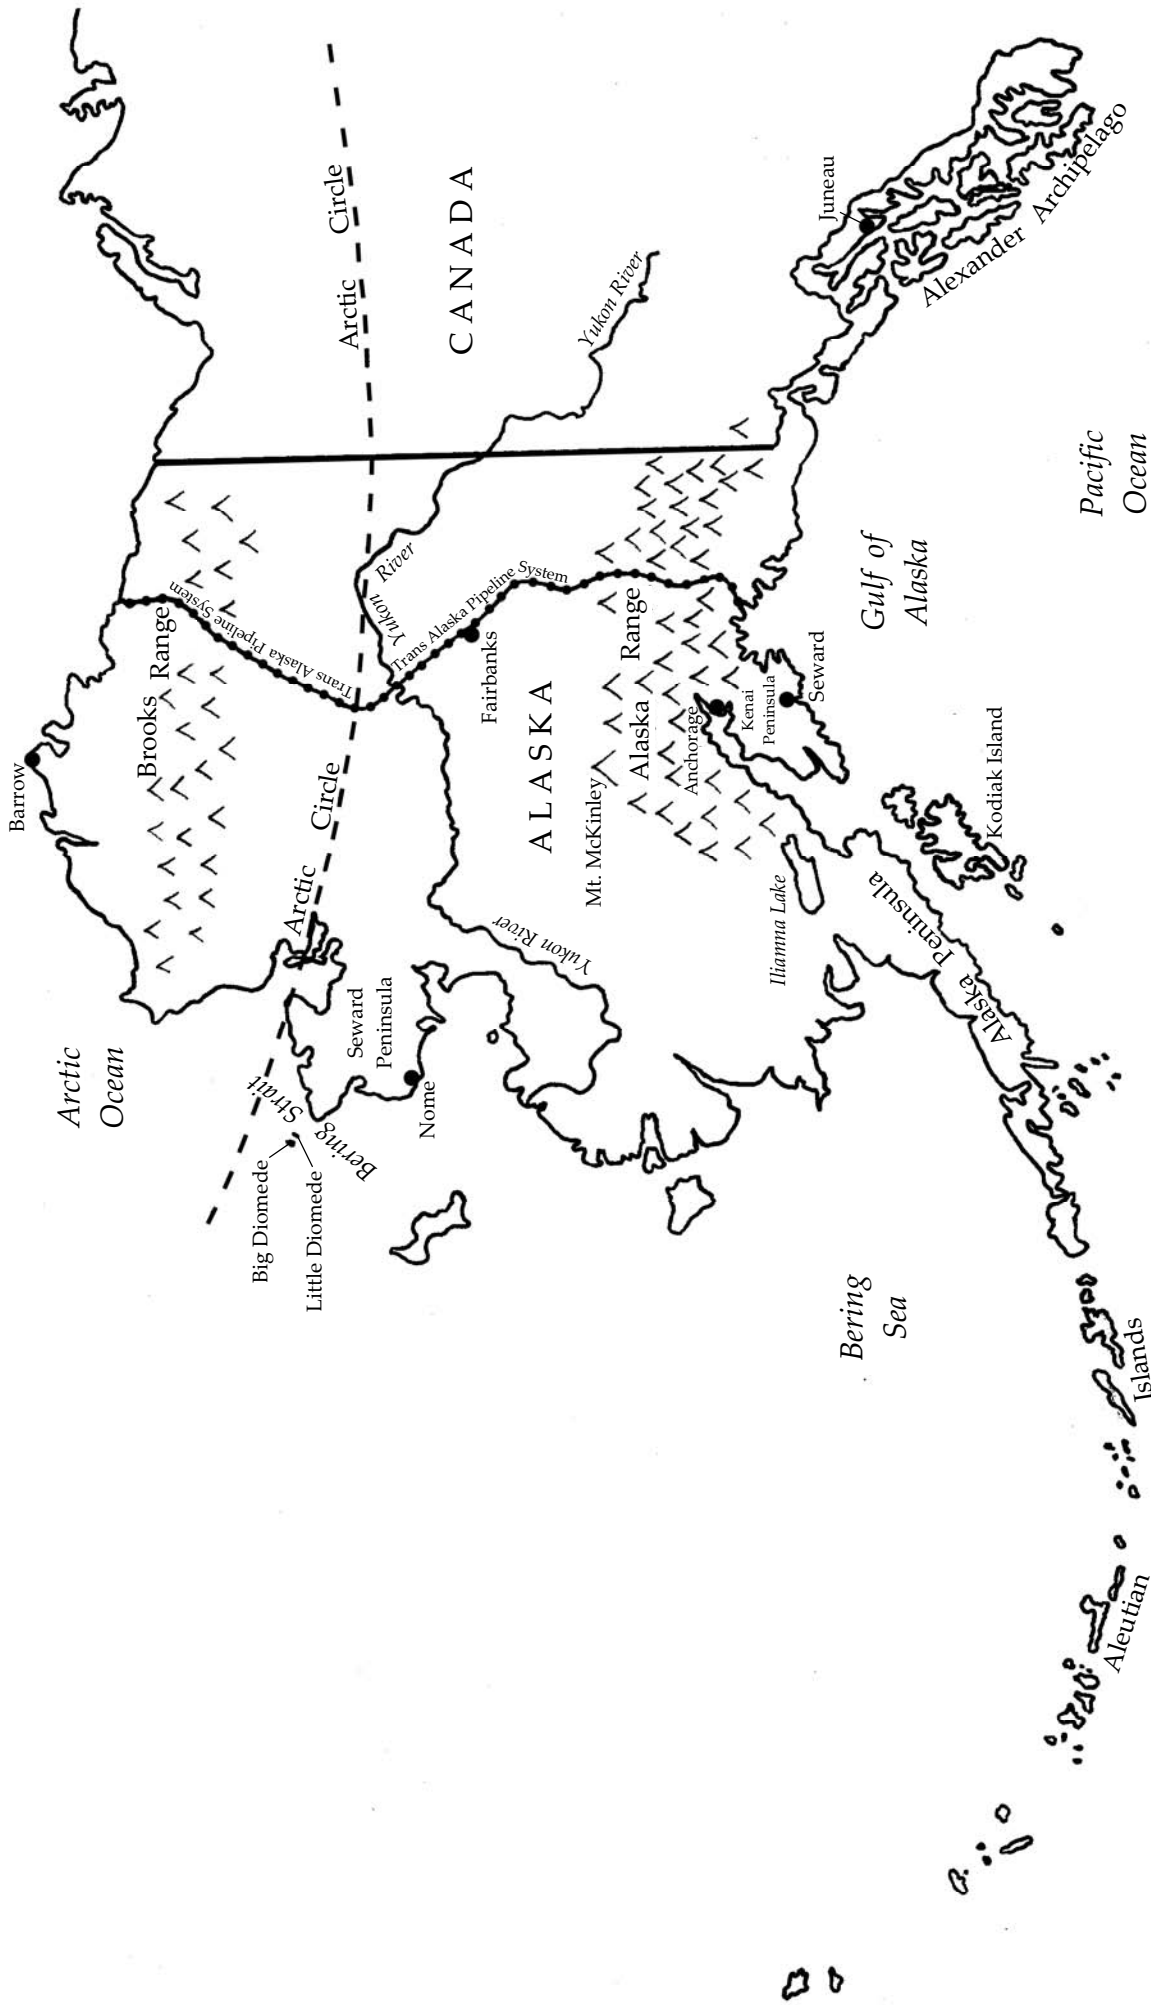 Barrow
Arctic
Ocean
Brooks
Range
Trans Alaska Pipeline System
Arctic
Circle
Arctic
Circle
CANADA
Big Diomede
Little Diomede
Bering
Strait
Seward
Peninsula
Nome
Yukon River
Yukon River
Yukon River
Trans Alaska Pipeline System
Fairbanks
ALASKA
Mt. McKinley
Alaska
Range
Anchorage
Kenai
Peninsula
Seward
Iliamna Lake
Juneau
Alexander Archipelago
Gulf of
Alaska
Kodiak Island
Alaska Peninsula
Bering
Sea
Pacific
Ocean
Aleutian
Islands